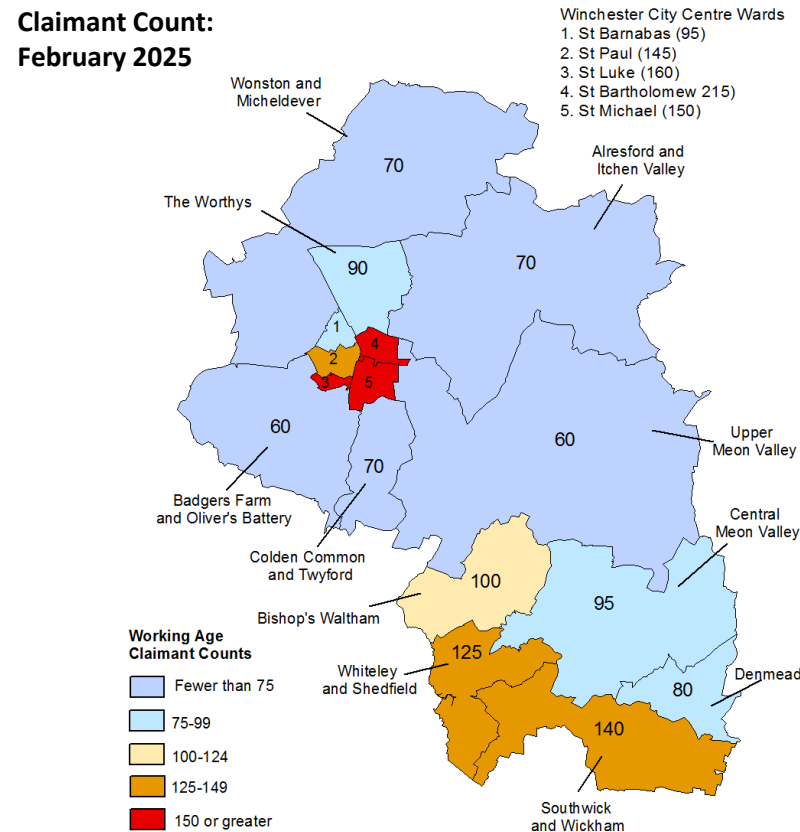 Claimant Count:
February 2025
Winchester City Centre Wards
1. St Barnabas (95)
2. St Paul (145)
3. St Luke (160)
4. St Bartholomew 215)
5. St Michael (150)
Wonston and
Micheldever
70
Alresford and
Itchen Valley
The Worthys
90
70
1
4
2
3
5
60
60
Upper
Meon Valley
70
Badgers Farm
and Oliver's Battery
Central
Meon Valley
Colden Common
and Twyford
100
95
Bishop's Waltham
Working Age
Claimant Counts
Fewer than 75
75-99
100-124
125-149
150 or greater
125
Whiteley
and Shedfield
80
Denmead
140
Southwick
and Wickham